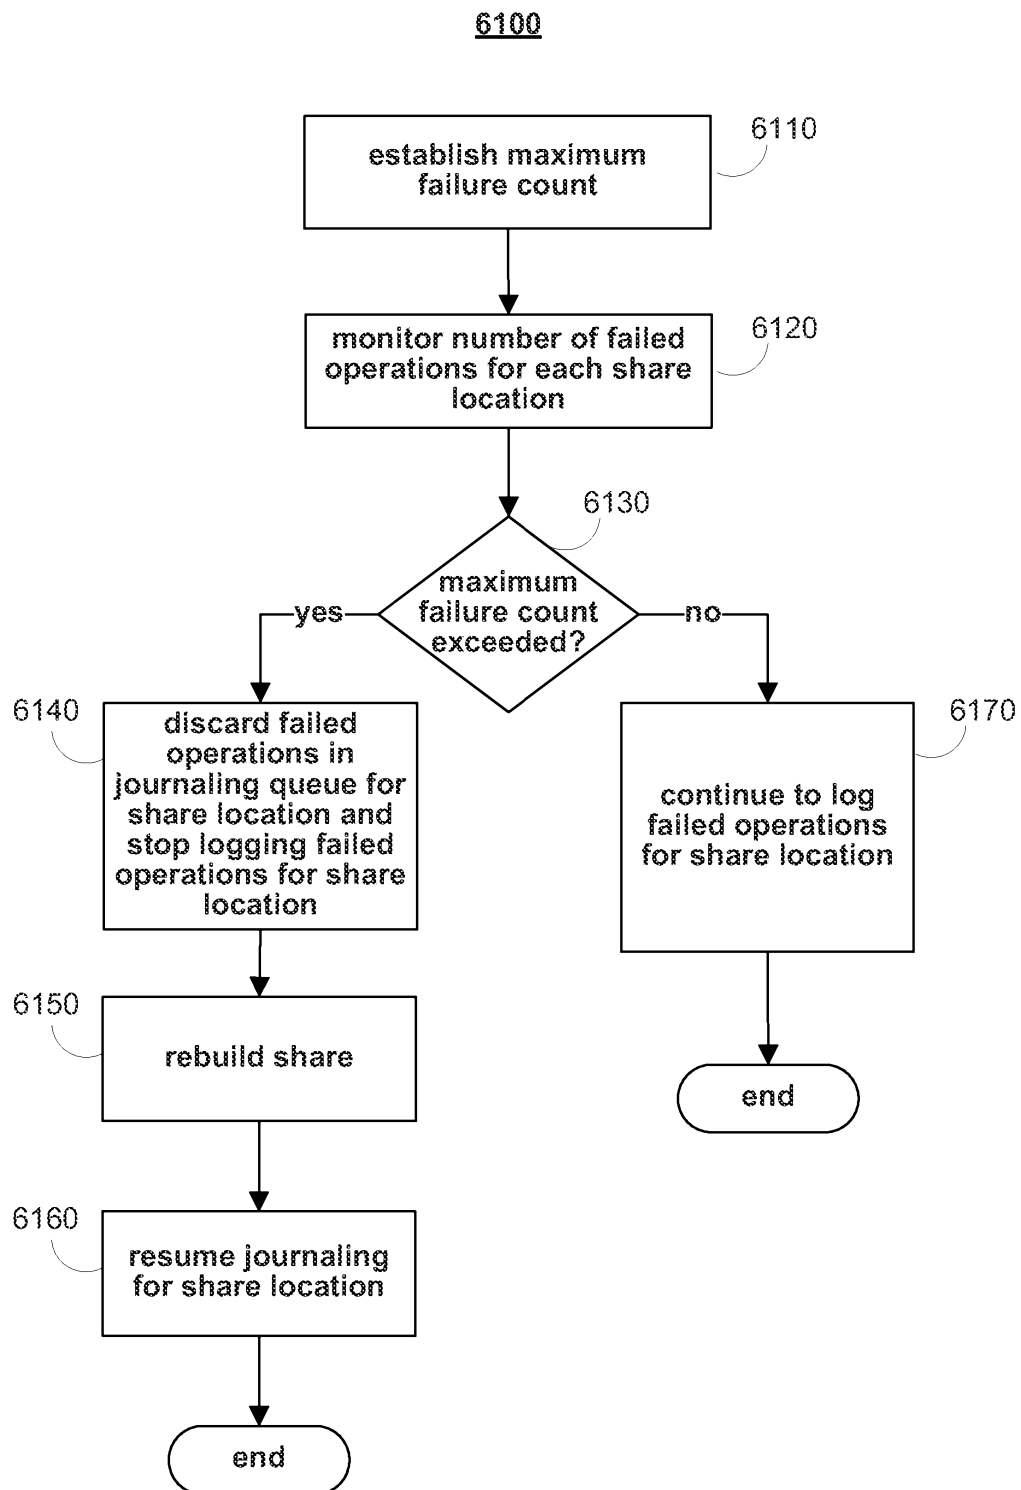 6100
establish maximum
failure count
6110
monitor number of failed
operations for each share
location
6120
6130
maximum
failure count
exceeded?
yes
no
6140
discard failed
operations in
journaling queue for
share location and
stop logging failed
operations for share
location
6170
continue to log
failed operations
for share location
6150
rebuild share
end
6160
resume journaling
for share location
end